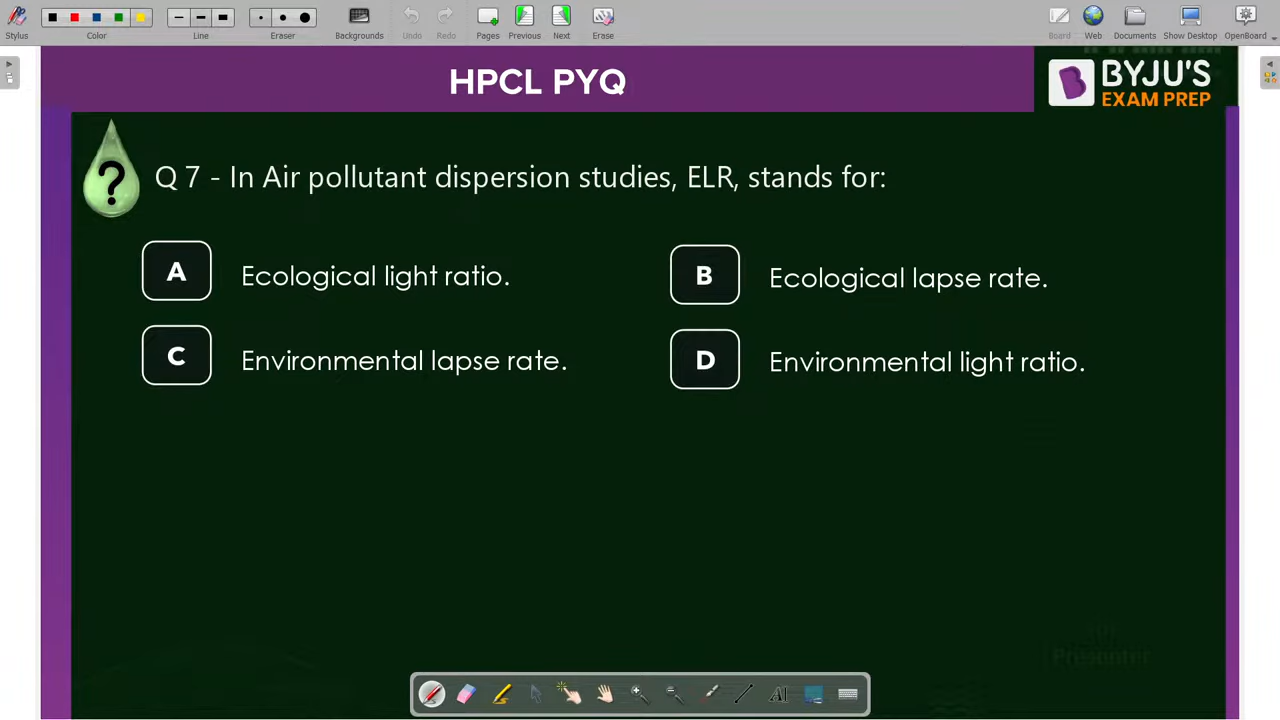 Stylus
Color
Line
Eraser
Backgrounds
Undo
Redo
Pages
Previous
Next
Erase
Board
Web
Documents
Show Desktop
OpenBoard
HPCL PYQ
BYJU'S
EXAM PREP
?
Q 7 - In Air pollutant dispersion studies, ELR, stands for:
A Ecological light ratio.
B Ecological lapse rate.
C Environmental lapse rate.
D Environmental light ratio.
Presenter
AI